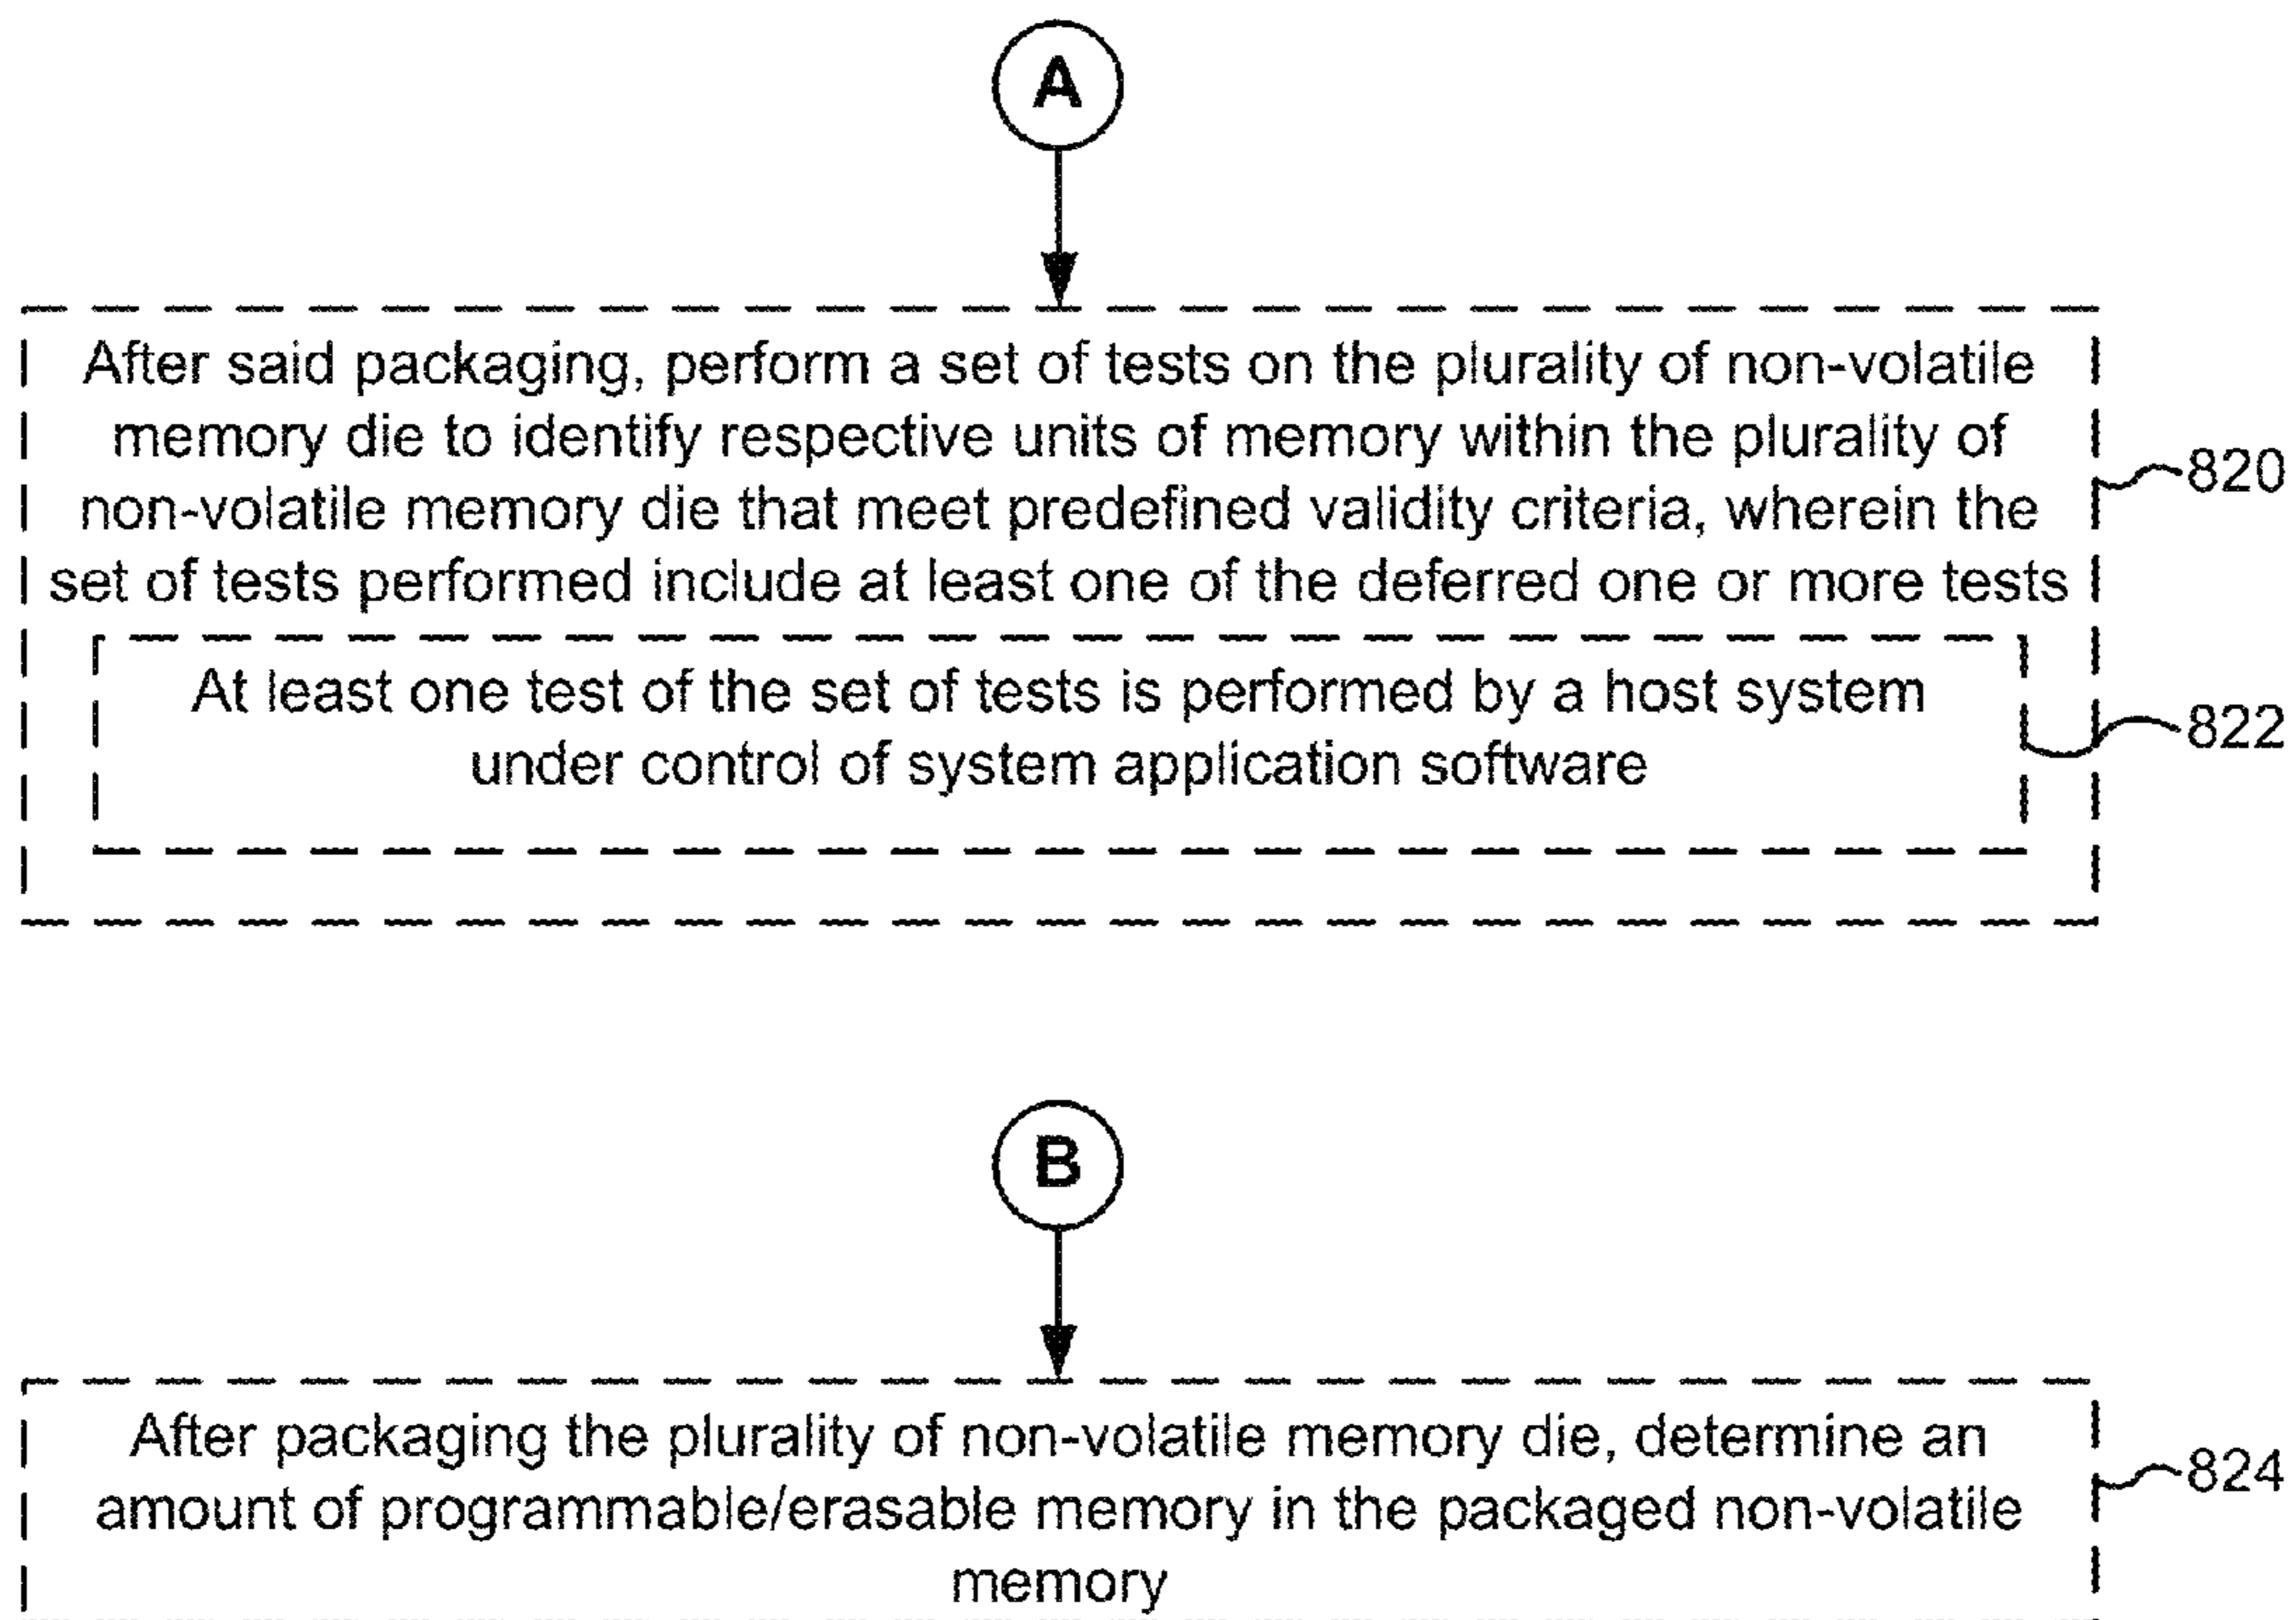 A
After said packaging, perform a set of tests on the plurality of non-volatile
memory die to identify respective units of memory within the plurality of
non-volatile memory die that meet predefined validity criteria, wherein the
set of tests performed include at least one of the deferred one or more tests
820
At least one test of the set of tests is performed by a host system
under control of system application software
822
B
After packaging the plurality of non-volatile memory die, determine an
amount of programmable/erasable memory in the packaged non-volatile
memory
824